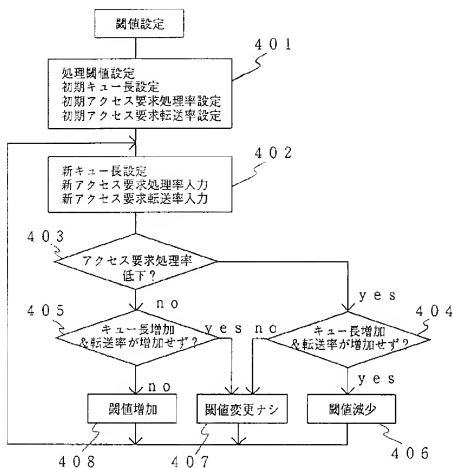 閾値設定
401
処理閾値設定
初期キュー長設定
初期アクセス要求処理率設定
初期アクセス要求転送率設定
402
新キュー長設定
新アクセス要求処理率入力
新アクセス要求転送率入力
403
アクセス要求処理率
低下?
no
yes
405
キュー長増加
&転送率が増加せず?
yes
no
404
キュー長増加
&転送率が増加せず?
no
yes
閾値増加
閾値変更ナシ
閾値減少
408
407
406